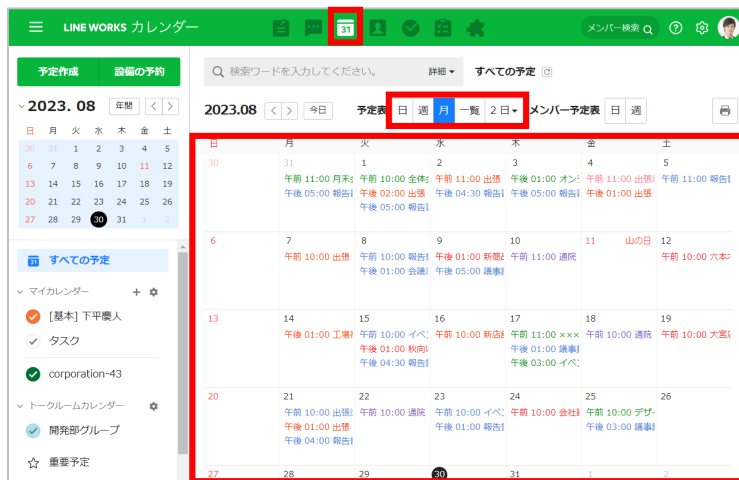 LINE WORKS カレンダー
31
メンバー検索
予定作成
設備の予約
検索ワードを入力してください。
詳細
すべての予定
2023. 08
年間
< >
2023.08
< >
今日
予定表
日 週 月 一覧 2日
メンバー予定表
日 週
日 月 火 水 木 金 土
30 31 1 2 3 4 5
6 7 8 9 10 11 12
13 14 15 16 17 18 19
20 21 22 23 24 25 26
27 28 29 30 31 1 2
すべての予定
マイカレンダー
[基本] 下平慶人
タスク
corporation-43
トークルームカレンダー
開発部グループ
重要予定
日 月 火 水 木 金 土
30 31 1 2 3 4 5
午前 11:00 月末 午前 10:00 全体 午前 11:00 出張 午後 01:00 オン 午前 11:00 出張 午前 11:00 報告
午後 05:00 報告 午後 02:00 出張 午後 04:30 報告 午後 05:00 報告 午後 01:00 出張
午後 05:00 報告
6 7 8 9 10 11 山の日 12
午前 10:00 出張 午前 10:00 報告 午後 01:00 新商 午前 11:00 通院 午前 10:00 六本
午後 01:00 会議 午後 05:00 議事
13 14 15 16 17 18 19
午後 01:00 工場 午前 10:00 イベ 午前 10:00 新店 午前 11:00 ××× 午前 10:00 通院 午前 10:00 大宮
午後 01:00 秋向 午後 01:00 議事
午後 04:30 報告 午後 03:00 イベ
20 21 22 23 24 25 26
午前 10:00 出張 午前 10:00 通院 午前 10:00 イベ 午前 10:00 会社 午前 10:00 デザ
午後 01:00 出張 午後 01:00 報告 午後 03:00 議事
午後 04:00 報告
27 28 29 30 31 1 2